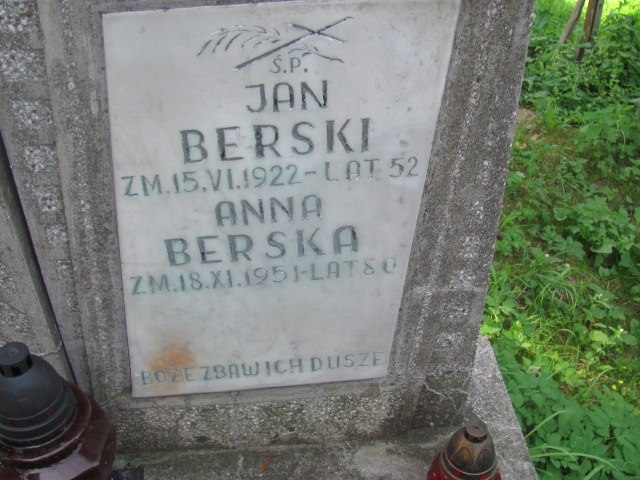 Ś.P.
JAN
BERSKI
ZM.15.VI.1922-LAT 52
ANNA
BERSKA
ZM.18.XI.1951-LAT 80
BOŻE ZBAW ICH DUSZE